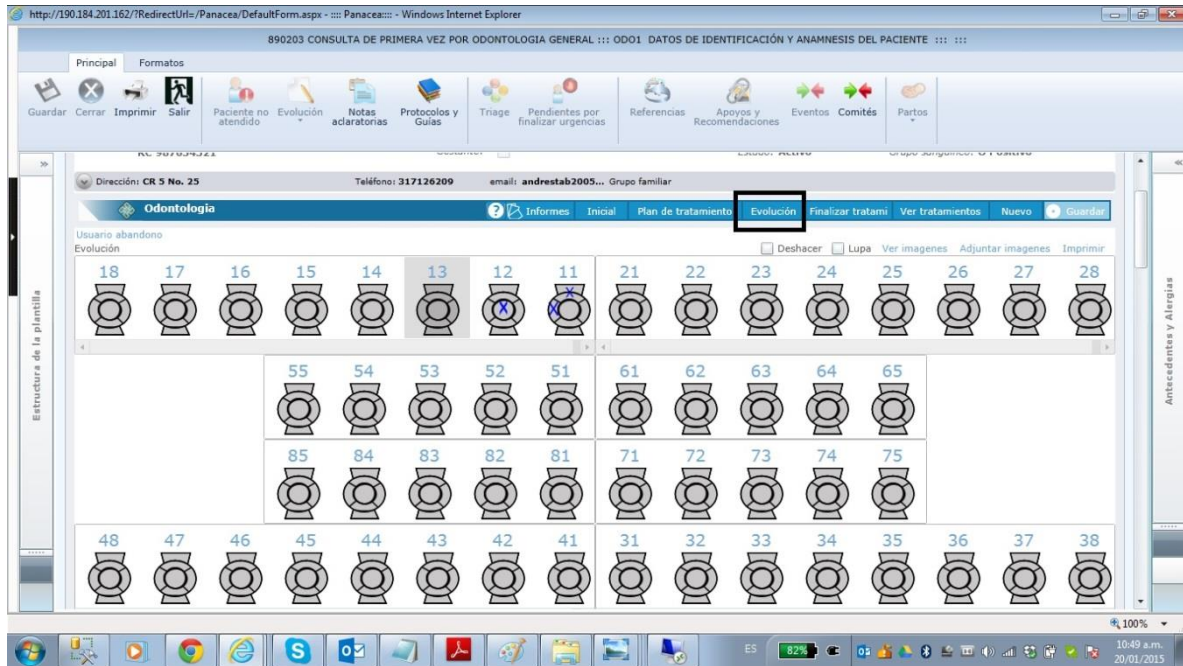 http://190.184.201.162/?RedirectUrl=/Panacea/DefaultForm.aspx - :::: Panacea:::: - Windows Internet Explorer
890203 CONSULTA DE PRIMERA VEZ POR ODONTOLOGIA GENERAL ::: ODO1 DATOS DE IDENTIFICACIÓN Y ANAMNESIS DEL PACIENTE ::: :::
Principal Formatos
Guardar Cerrar Imprimir Salir Paciente no atendido Evolución Notas aclaratorias Protocolos y Guías Triage Pendientes por finalizar urgencias Referencias Apoyos y Recomendaciones Eventos Comités Partos
Dirección: CR 5 No. 25 Teléfono: 317126209 email: andrestab2005... Grupo familiar
Odontologia ? Informes Inicial Plan de tratamiento Evolución Finalizar tratami Ver tratamientos Nuevo Guardar
Usuario abandono
Evolución Deshacer Lupa Ver imagenes Adjuntar imagenes Imprimir
18 17 16 15 14 13 12 11 21 22 23 24 25 26 27 28
X X X
55 54 53 52 51 61 62 63 64 65
85 84 83 82 81 71 72 73 74 75
48 47 46 45 44 43 42 41 31 32 33 34 35 36 37 38
Estructura de la plantilla
Antecedentes y Alergias
100%
ES 82% 10:49 a.m.
20/01/2015